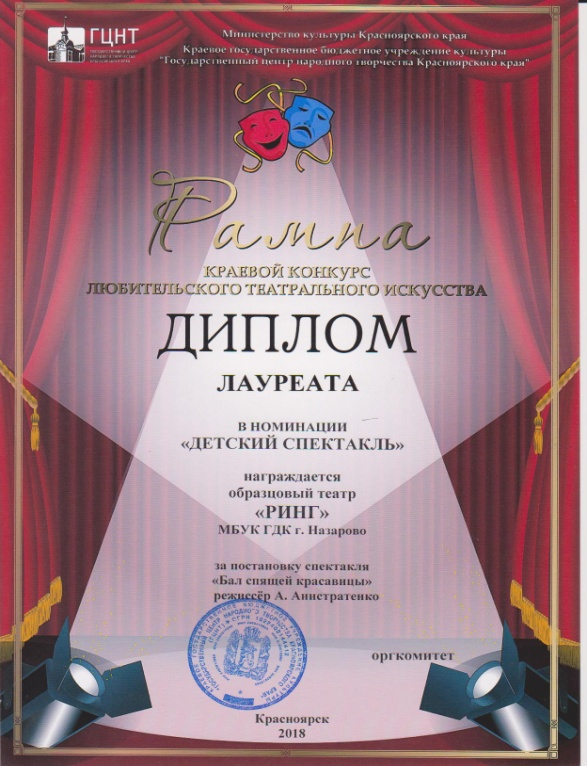 ГЦНТ
Министерство культуры Красноярского края
Краевое государственное бюджетное учреждение культуры
"Государственный центр народного творчества Красноярского края"
Рампа
КРАЕВОЙ КОНКУРС
ЛЮБИТЕЛЬСКОГО ТЕАТРАЛЬНОГО ИСКУССТВА
ДИПЛОМ
ЛАУРЕАТА
В НОМИНАЦИИ
«ДЕТСКИЙ СПЕКТАКЛЬ»
награждается
образцовый театр
«РИНГ»
МБУК ГДК г. Назарово
за постановку спектакля
«Бал спящей красавицы»
режиссёр А. Анистратенко
оргкомитет
Красноярск
2018